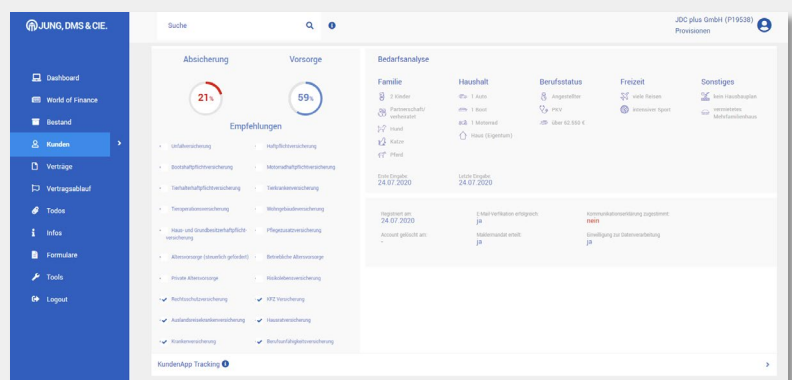 JUNG, DMS & CIE.
Suche
JDC plus GmbH (P19538)
Provisionen
Dashboard
World of Finance
Bestand
Kunden
Verträge
Vertragsablauf
Todos
Infos
Formulare
Tools
Logout
Absicherung Vorsorge
21%
59%
Empfehlungen
Unfallversicherung Haftpflichtversicherung
Bootshaftpflichtversicherung Motorradhaftpflichtversicherung
Tierhalterhaftpflichtversicherung Tierkrankenversicherung
Tieroperationsversicherung Wohngebäudeversicherung
Haus- und Grundbesitzerhaftpflicht- Pflegezusatzversicherung
versicherung
Altersvorsorge (steuerlich gefördert) Betriebliche Altersvorsorge
Private Altersvorsorge Risikolebensversicherung
Rechtsschutzversicherung KFZ Versicherung
Auslandsreisekrankenversicherung Hausratversicherung
Krankenversicherung Berufsunfähigkeitsversicherung
Bedarfsanalyse
Familie Haushalt Berufsstatus Freizeit Sonstiges
2 Kinder 1 Auto Angestellter viele Reisen kein Haushaltsplan
Partnerschaft/ 1 Boot PKV intensiver Sport vermietetes
verheiratet Mehrfamilienhaus
1 Motorrad über 62.550 €
Hund
Haus (Eigentum)
Katze
Pferd
Erste Eingabe Letzte Eingabe
24.07.2020 24.07.2020
Registriert am: E-Mail-Verifikation erfolgreich: Kommunikationserklärung zugestimmt:
24.07.2020 ja nein
Account gelöscht am: Maklermandat erteilt: Einwilligung zur Datenverarbeitung:
- ja ja
KundenApp Tracking